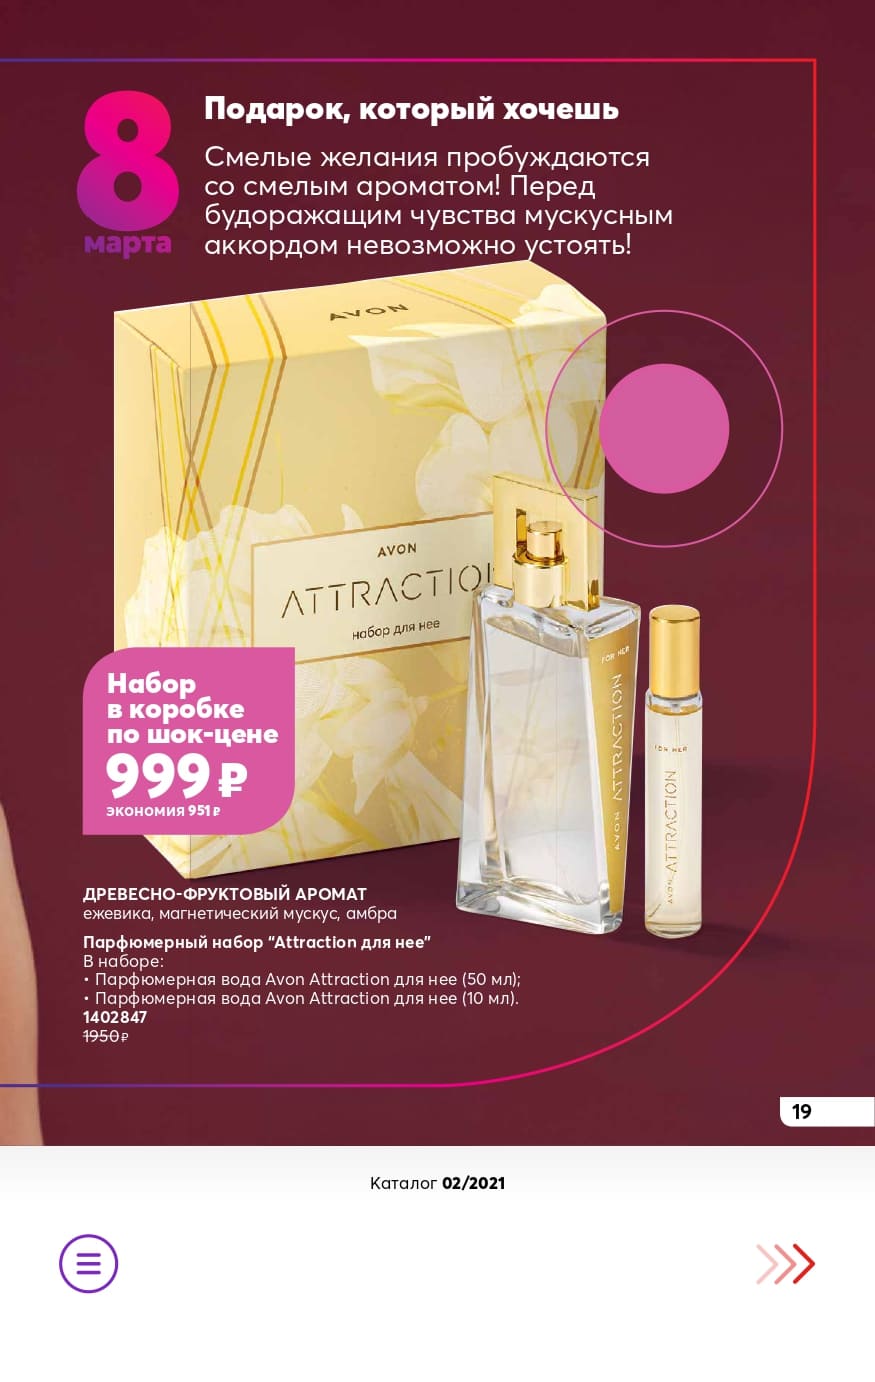 8
марта
Подарок, который хочешь
Смелые желания пробуждаются
со смелым ароматом! Перед
будоражащим чувства мускусным
аккордом невозможно устоять!
AVON
AVON
ATTRACTION
набор для нее
FOR HER
AVON ATTRACTION
FOR HER
AVON ATTRACTION
Набор
в коробке
по шок-цене
999 ₽
экономия 951 ₽
ДРЕВЕСНО-ФРУКТОВЫЙ АРОМАТ
ежевика, магнетический мускус, амбра
Парфюмерный набор “Attraction для нее”
В наборе:
• Парфюмерная вода Avon Attraction для нее (50 мл);
• Парфюмерная вода Avon Attraction для нее (10 мл).
1402847
1950 ₽
19
Каталог 02/2021